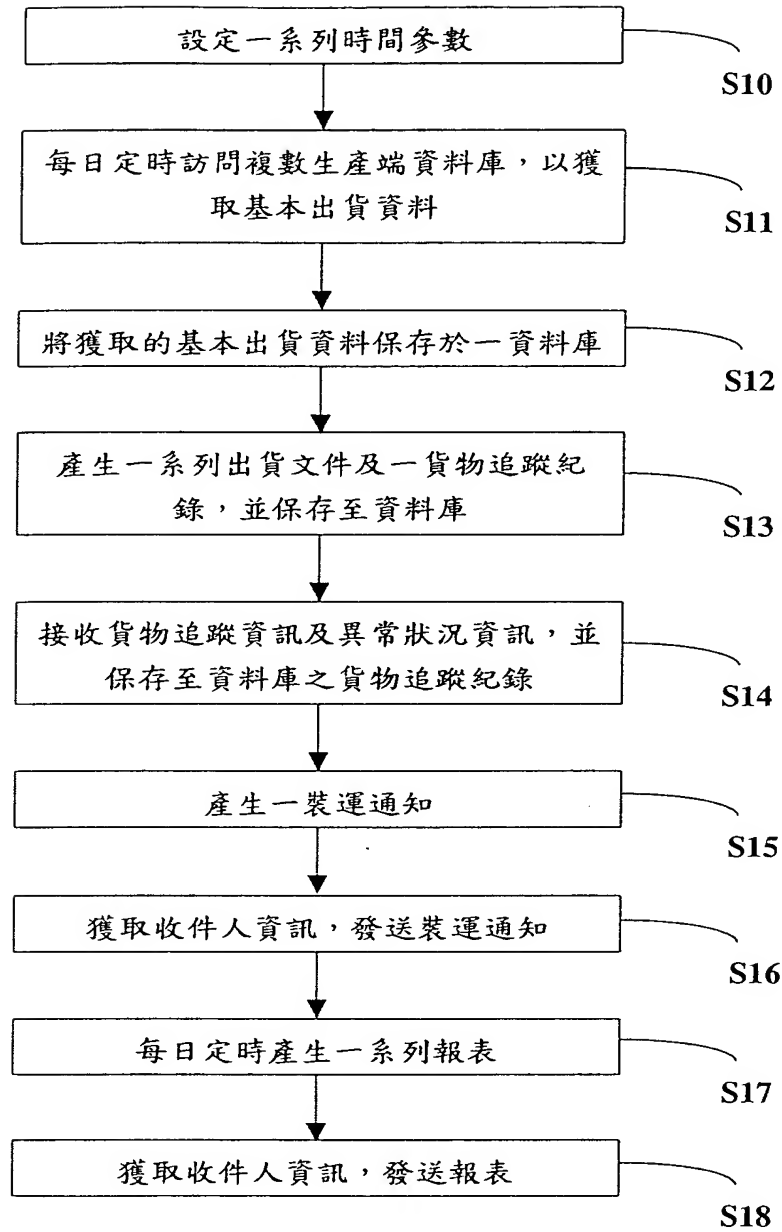 設定一系列時間參數
S10
每日定時訪問複數生產端資料庫，以獲
取基本出貨資料
S11
將獲取的基本出貨資料保存於一資料庫
S12
產生一系列出貨文件及一貨物追蹤紀
錄，並保存至資料庫
S13
接收貨物追蹤資訊及異常狀況資訊，並
保存至資料庫之貨物追蹤紀錄
S14
產生一裝運通知
S15
獲取收件人資訊，發送裝運通知
S16
每日定時產生一系列報表
S17
獲取收件人資訊，發送報表
S18